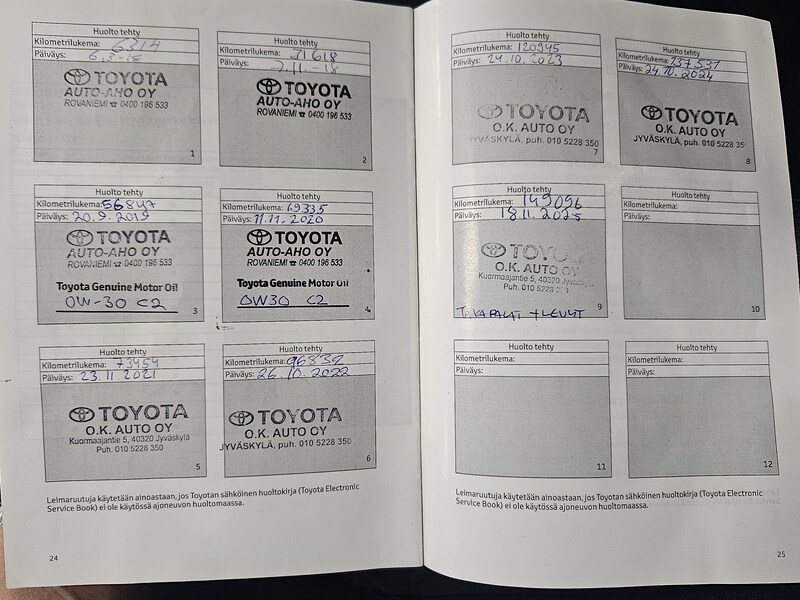 Huolto tehty
Kilometrilukema: 6314
Päiväys: 6.3-18
TOYOTA
AUTO-AHO OY
ROVANIEMI ☎ 0400 196 533
1
Huolto tehty
Kilometrilukema: 31618
Päiväys: 2.11.-18
TOYOTA
AUTO-AHO OY
ROVANIEMI ☎ 0400 196 533
2
Huolto tehty
Kilometrilukema: 56847
Päiväys: 20.9.2019
TOYOTA
AUTO-AHO OY
ROVANIEMI ☎ 0400 196 533
Toyota Genuine Motor Oil
0W-30 C2
3
Huolto tehty
Kilometrilukema: 69335
Päiväys: 11.11.2020
TOYOTA
AUTO-AHO OY
ROVANIEMI ☎ 0400 196 533
Toyota Genuine Motor Oil
0W30 C2
4
Huolto tehty
Kilometrilukema: 73454
Päiväys: 23.11 2021
TOYOTA
O.K. AUTO OY
Kuormaajantie 5, 40320 Jyväskylä
Puh. 010 5228 350
5
Huolto tehty
Kilometrilukema: 96832
Päiväys: 26.10.2022
TOYOTA
O.K. AUTO OY
JYVÄSKYLÄ, puh. 010 5228 350
6
Leimaruutuja käytetään ainoastaan, jos Toyotan sähköinen huoltokirja (Toyota Electronic
Service Book) ei ole käytössä ajoneuvon huoltomaassa.
24
Huolto tehty
Kilometrilukema: 120945
Päiväys: 24.10.2023
TOYOTA
O.K. AUTO OY
JYVÄSKYLÄ, puh. 010 5228 350
7
Huolto tehty
Kilometrilukema: 137531
Päiväys: 24.10.2024
TOYOTA
O.K. AUTO OY
JYVÄSKYLÄ, puh. 010 5228 35
8
Huolto tehty
Kilometrilukema: 149096
Päiväys: 18.11.2025
TOYO
O.K. AUTO OY
Kuormaajantie 5, 40320 Jyväs
Puh. 010 5228
9
Huolto tehty
Kilometrilukema:
Päiväys:
10
Huolto tehty
Kilometrilukema:
Päiväys:
11
Huolto tehty
Kilometrilukema:
Päiväys:
12
Leimaruutuja käytetään ainoastaan, jos Toyotan sähköinen huoltokirja (Toyota Electronic
Service Book) ei ole käytössä ajoneuvon huoltomaassa.
25